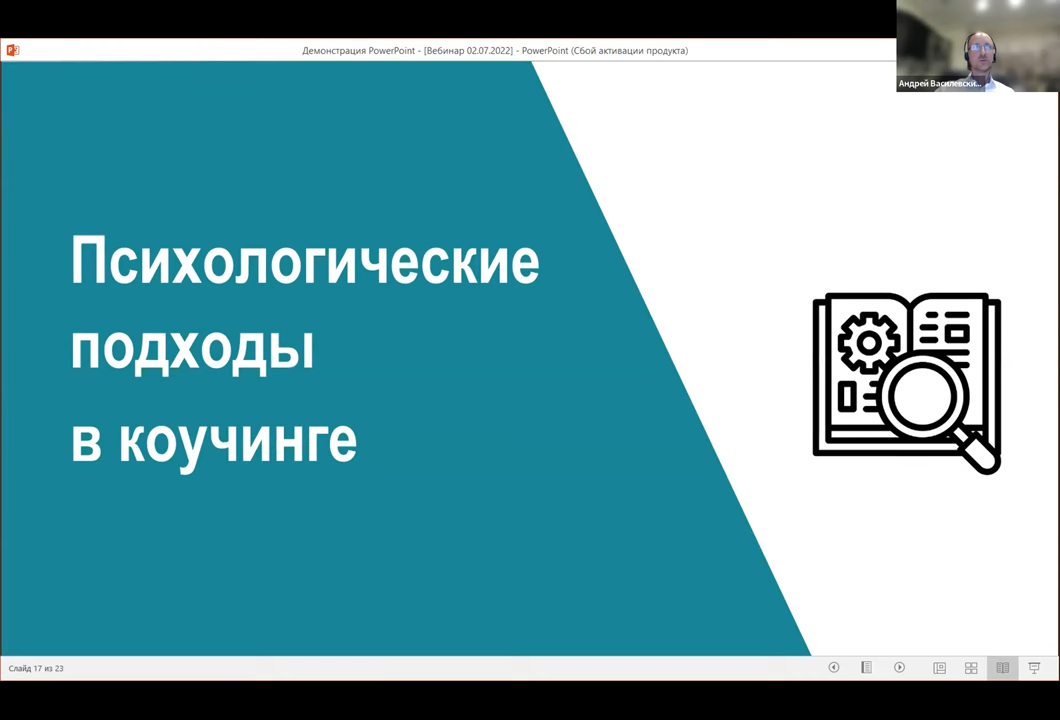 Демонстрация PowerPoint - [Вебинар 02.07.2022] - PowerPoint (Сбой активации продукта)
Андрей Василевски...
Психологические
подходы
в коучинге
Слайд 17 из 23